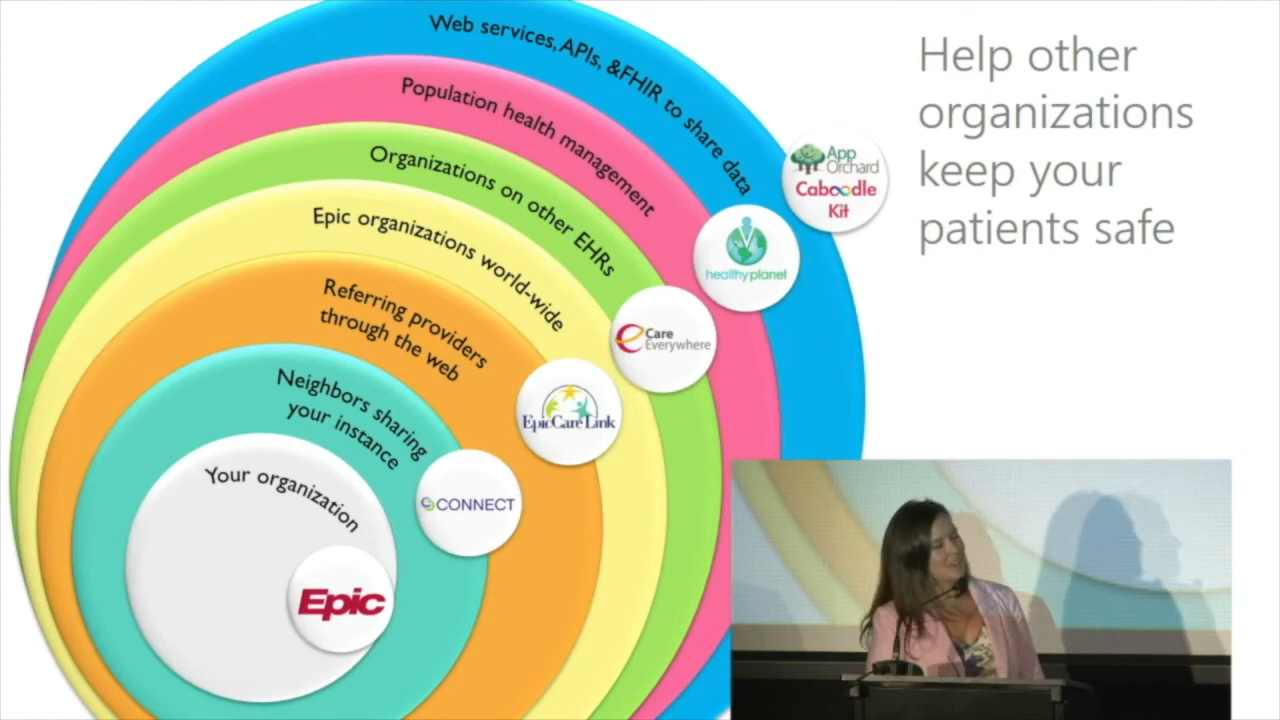 Web services, APIs, &FHIR to share data
Population health management
Organizations on other EHRs
Epic organizations world-wide
Referring providers
through the web
Neighbors sharing
your instance
Your organization
Epic
CONNECT
EpicCare Link
Care
Everywhere
healthy planet
App
Orchard
Caboodle
Kit
Help other
organizations
keep your
patients safe